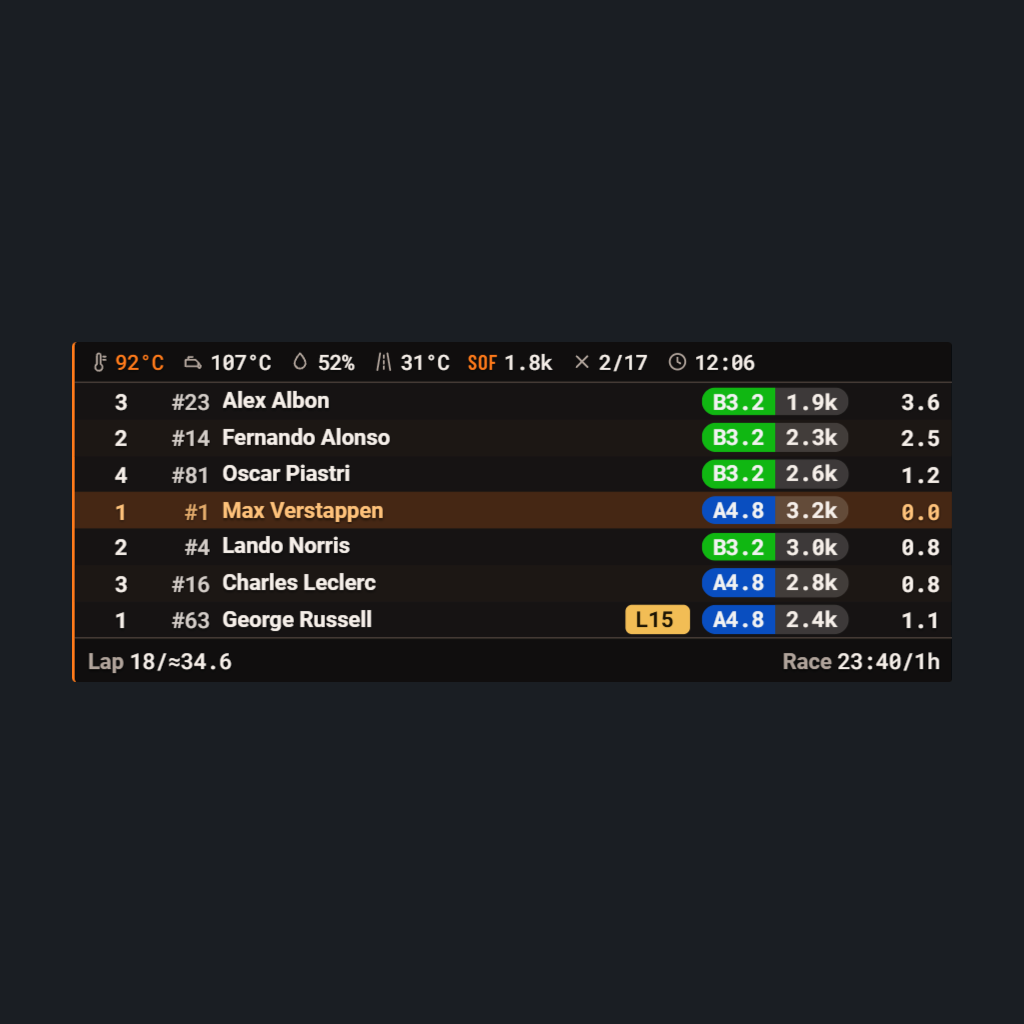 92°C 107°C 52% 31°C SOF 1.8k 2/17 12:06
3 #23 Alex Albon B3.2 1.9k 3.6
2 #14 Fernando Alonso B3.2 2.3k 2.5
4 #81 Oscar Piastri B3.2 2.6k 1.2
1 #1 Max Verstappen A4.8 3.2k 0.0
2 #4 Lando Norris B3.2 3.0k 0.8
3 #16 Charles Leclerc A4.8 2.8k 0.8
1 #63 George Russell L15 A4.8 2.4k 1.1
Lap 18/≈34.6 Race 23:40/1h